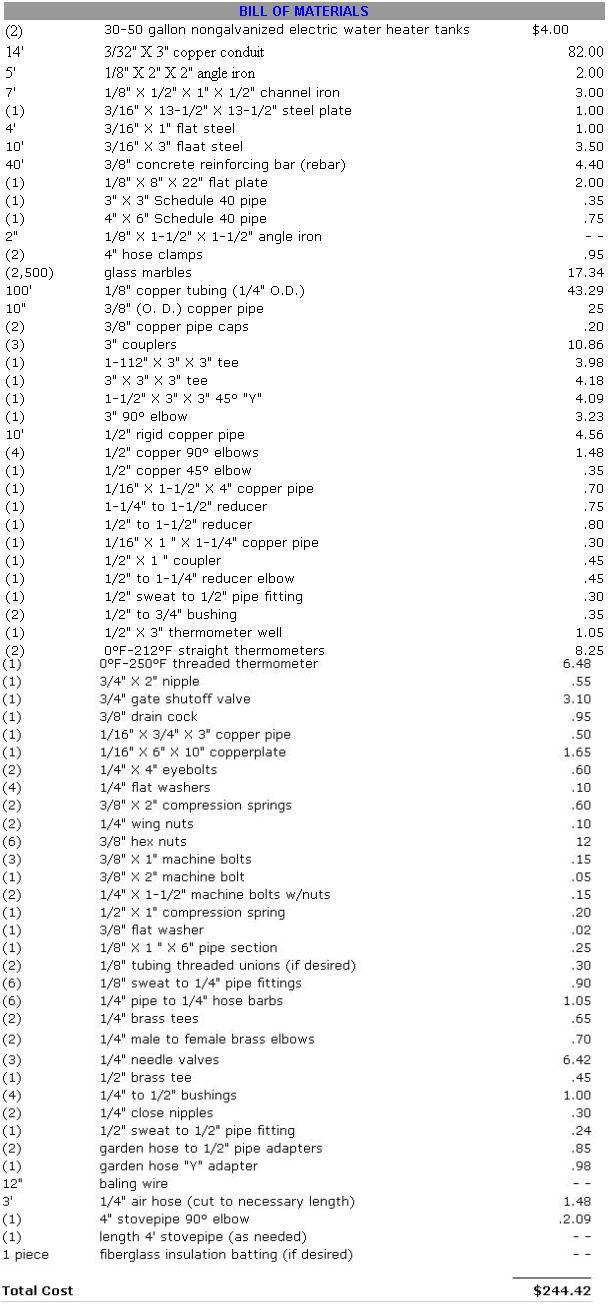 BILL OF MATERIALS
(2) 30-50 gallon nongalvanized electric water heater tanks $4.00
14' 3/32" X 3" copper conduit 82.00
5' 1/8" X 2" X 2" angle iron 2.00
7' 1/8" X 1/2" X 1" X 1/2" channel iron 3.00
(1) 3/16" X 13-1/2" X 13-1/2" steel plate 1.00
4' 3/16" X 1" flat steel 1.00
10' 3/16" X 3" flaat steel 3.50
40' 3/8" concrete reinforcing bar (rebar) 4.40
(1) 1/8" X 8" X 22" flat plate 2.00
(1) 3" X 3" Schedule 40 pipe .35
(1) 4" X 6" Schedule 40 pipe .75
2" 1/8" X 1-1/2" X 1-1/2" angle iron - -
(2) 4" hose clamps .95
(2,500) glass marbles 17.34
100' 1/8" copper tubing (1/4" O.D.) 43.29
10" 3/8" (O. D.) copper pipe 25
(2) 3/8" copper pipe caps .20
(3) 3" couplers 10.86
(1) 1-112" X 3" X 3" tee 3.98
(1) 3" X 3" X 3" tee 4.18
(1) 1-1/2" X 3" X 3" 45º "Y" 4.09
(1) 3" 90º elbow 3.23
10' 1/2" rigid copper pipe 4.56
(4) 1/2" copper 90º elbows 1.48
(1) 1/2" copper 45º elbow .35
(1) 1/16" X 1-1/2" X 4" copper pipe .70
(1) 1-1/4" to 1-1/2" reducer .75
(1) 1/2" to 1-1/2" reducer .80
(1) 1/16" X 1 " X 1-1/4" copper pipe .30
(1) 1/2" X 1 " coupler .45
(1) 1/2" to 1-1/4" reducer elbow .45
(1) 1/2" sweat to 1/2" pipe fitting .30
(2) 1/2" to 3/4" bushing .35
(1) 1/2" X 3" thermometer well 1.05
(2) 0ºF-212ºF straight thermometers 8.25
(1) 0ºF-250ºF threaded thermometer 6.48
(1) 3/4" X 2" nipple .55
(1) 3/4" gate shutoff valve 3.10
(1) 3/8" drain cock .95
(1) 1/16" X 3/4" X 3" copper pipe .50
(1) 1/16" X 6" X 10" copperplate 1.65
(2) 1/4" X 4" eyebolts .60
(4) 1/4" flat washers .10
(2) 3/8" X 2" compression springs .60
(2) 1/4" wing nuts .10
(6) 3/8" hex nuts 12
(3) 3/8" X 1" machine bolts .15
(1) 3/8" X 2" machine bolt .05
(2) 1/4" X 1-1/2" machine bolts w/nuts .15
(1) 1/2" X 1" compression spring .20
(1) 3/8" flat washer .02
(1) 1/8" X 1 " X 6" pipe section .25
(2) 1/8" tubing threaded unions (if desired) .30
(6) 1/8" sweat to 1/4" pipe fittings .90
(6) 1/4" pipe to 1/4" hose barbs 1.05
(2) 1/4" brass tees .65
(2) 1/4" male to female brass elbows .70
(3) 1/4" needle valves 6.42
(1) 1/2" brass tee .45
(4) 1/4" to 1/2" bushings 1.00
(2) 1/4" close nipples .30
(1) 1/2" sweat to 1/2" pipe fitting .24
(2) garden hose to 1/2" pipe adapters .85
(1) garden hose "Y" adapter .98
12" baling wire - -
3' 1/4" air hose (cut to necessary length) 1.48
(1) 4" stovepipe 90º elbow .2.09
(1) length 4' stovepipe (as needed) - -
1 piece fiberglass insulation batting (if desired) - -
Total Cost $244.42